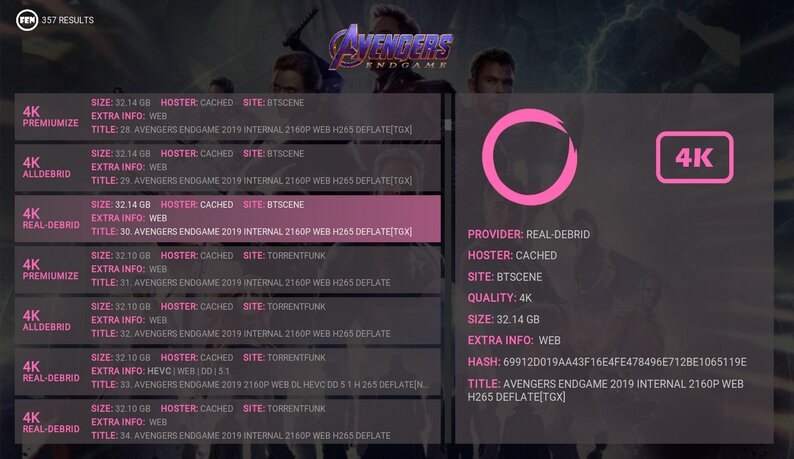 FEN 357 RESULTS
AVENGERS
ENDGAME
4K
PREMIUMIZE
SIZE: 32.14 GB HOSTER: CACHED SITE: BTSCENE
EXTRA INFO: WEB
TITLE: 28. AVENGERS ENDGAME 2019 INTERNAL 2160P WEB H265 DEFLATE[TGX]
4K
ALLDEBRID
SIZE: 32.14 GB HOSTER: CACHED SITE: BTSCENE
EXTRA INFO: WEB
TITLE: 29. AVENGERS ENDGAME 2019 INTERNAL 2160P WEB H265 DEFLATE[TGX]
4K
REAL-DEBRID
SIZE: 32.14 GB HOSTER: CACHED SITE: BTSCENE
EXTRA INFO: WEB
TITLE: 30. AVENGERS ENDGAME 2019 INTERNAL 2160P WEB H265 DEFLATE[TGX]
4K
PREMIUMIZE
SIZE: 32.10 GB HOSTER: CACHED SITE: TORRENTFUNK
EXTRA INFO: WEB
TITLE: 31. AVENGERS ENDGAME 2019 INTERNAL 2160P WEB H265 DEFLATE
4K
ALLDEBRID
SIZE: 32.10 GB HOSTER: CACHED SITE: TORRENTFUNK
EXTRA INFO: WEB
TITLE: 32. AVENGERS ENDGAME 2019 INTERNAL 2160P WEB H265 DEFLATE
4K
REAL-DEBRID
SIZE: 32.10 GB HOSTER: CACHED SITE: TORRENTFUNK
EXTRA INFO: HEVC | WEB | DD | 5.1
TITLE: 33. AVENGERS ENDGAME 2019 2160P WEB DL HEVC DD 5 1 H 265 DEFLATE[N...
4K
REAL-DEBRID
SIZE: 32.10 GB HOSTER: CACHED SITE: TORRENTFUNK
EXTRA INFO: WEB
TITLE: 34. AVENGERS ENDGAME 2019 INTERNAL 2160P WEB H265 DEFLATE
4K
PROVIDER: REAL-DEBRID
HOSTER: CACHED
SITE: BTSCENE
QUALITY: 4K
SIZE: 32.14 GB
EXTRA INFO: WEB
HASH: 69912D019AA43F16E4FE478496E712BE1065119E
TITLE: AVENGERS ENDGAME 2019 INTERNAL 2160P WEB
H265 DEFLATE[TGX]